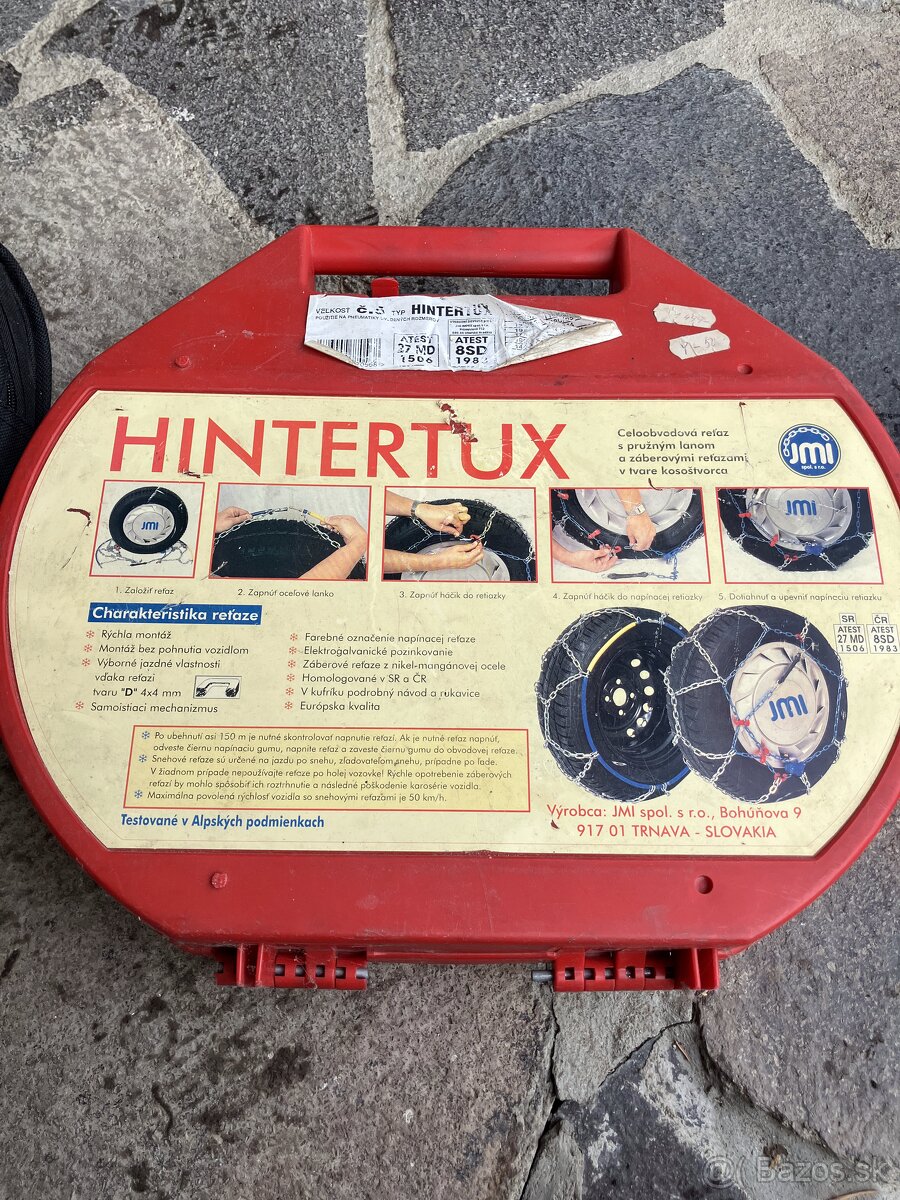 VEĽKOSŤ č.5 TYP HINTERTUX
ATEST
27 MD
1506
ATEST
8SD
1983
HINTERTUX
Celoobvodová reťaz
s pružným lanom
a záberovými reťazami
v tvare kosoštvorca
JMI
spol. s r.o.
JMI
JMI
1. Založiť reťaz
2. Zapnúť oceľové lanko
3. Zapnúť háčik do retiazky
4. Zapnúť háčik do napínacej retiazky
5. Dotiahnuť a upevniť napínaciu retiazku
Charakteristika reťaze
Rýchla montáž
Montáž bez pohnutia vozidlom
Výborné jazdné vlastnosti
vďaka reťazi
tvaru "D" 4x4 mm
Samoistiaci mechanizmus
Farebné označenie napínacej reťaze
Elektrogalvanické pozinkovanie
Záberové reťaze z nikel-mangánovej ocele
Homologované v SR a ČR
V kufríku podrobný návod a rukavice
Európska kvalita
SR
ATEST
27 MD
1506
ČR
ATEST
8SD
1983
JMI
Po ubehnutí asi 150 m je nutné skontrolovať napnutie reťazí. Ak je nutné reťaz napnúť,
odveste čiernu napínaciu gumu, napnite reťaz a zaveste čiernu gumu do obvodovej reťaze.
Snehové reťaze sú určené na jazdu po snehu, zľadovateľom snehu, prípadne po ľade.
V žiadnom prípade nepoužívajte reťaze po holej vozovke! Rýchle opotrebenie záberových
reťazí by mohlo spôsobiť ich roztrhnutie a následné poškodenie karosérie vozidla.
Maximálna povolená rýchlosť vozidla so snehovými reťazami je 50 km/h.
Testované v Alpských podmienkach
Výrobca: JMI spol. s r.o., Bohúňova 9
917 01 TRNAVA - SLOVAKIA
@ Bazos.sk